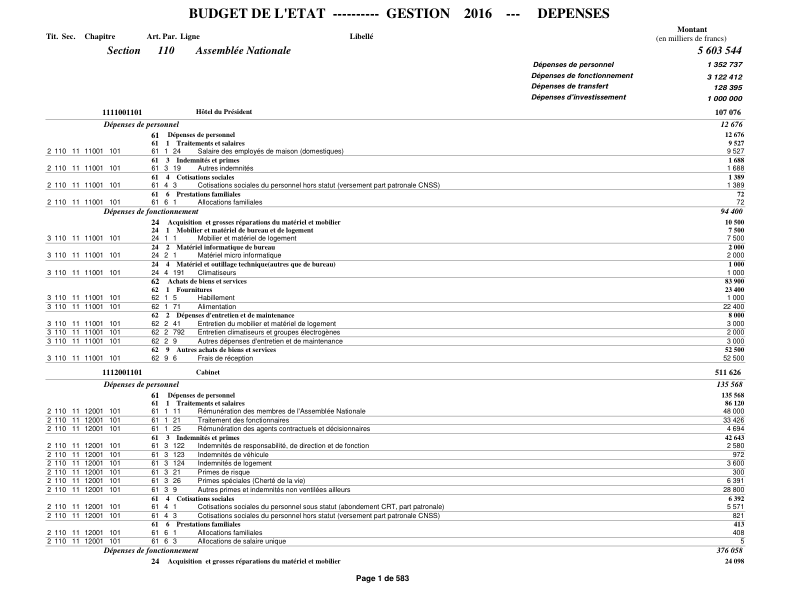 BUDGET DE L'ETAT ---------- GESTION 2016 --- DEPENSES
Tit. Sec. Chapitre Art. Par. Ligne Libellé Montant (en milliers de francs)
Section 110 Assemblée Nationale 5 603 544
Dépenses de personnel 1 352 737
Dépenses de fonctionnement 3 122 412
Dépenses de transfert 128 395
Dépenses d'investissement 1 000 000
1111001101 Hôtel du Président 107 076
Dépenses de personnel 12 676
61 Dépenses de personnel 12 676
61 1 Traitements et salaires 9 527
2 110 11 11001 101 61 1 24 Salaire des employés de maison (domestiques) 9 527
61 3 Indemnités et primes 1 688
2 110 11 11001 101 61 3 19 Autres indemnités 1 688
61 4 Cotisations sociales 1 389
2 110 11 11001 101 61 4 3 Cotisations sociales du personnel hors statut (versement part patronale CNSS) 1 389
61 6 Prestations familiales 72
2 110 11 11001 101 61 6 1 Allocations familiales 72
Dépenses de fonctionnement 94 400
24 Acquisition et grosses réparations du matériel et mobilier 10 500
24 1 Mobilier et matériel de bureau et de logement 7 500
3 110 11 11001 101 24 1 1 Mobilier et matériel de logement 7 500
24 2 Matériel informatique de bureau 2 000
3 110 11 11001 101 24 2 1 Matériel micro informatique 2 000
24 4 Matériel et outillage technique(autres que de bureau) 1 000
3 110 11 11001 101 24 4 191 Climatiseurs 1 000
62 Achats de biens et services 83 900
62 1 Fournitures 23 400
3 110 11 11001 101 62 1 5 Habillement 1 000
3 110 11 11001 101 62 1 71 Alimentation 22 400
62 2 Dépenses d'entretien et de maintenance 8 000
3 110 11 11001 101 62 2 41 Entretien du mobilier et matériel de logement 3 000
3 110 11 11001 101 62 2 792 Entretien climatiseurs et groupes électrogènes 2 000
3 110 11 11001 101 62 2 9 Autres dépenses d'entretien et de maintenance 3 000
62 9 Autres achats de biens et services 52 500
3 110 11 11001 101 62 9 6 Frais de réception 52 500
1112001101 Cabinet 511 626
Dépenses de personnel 135 568
61 Dépenses de personnel 135 568
61 1 Traitements et salaires 86 120
2 110 11 12001 101 61 1 11 Rémunération des membres de l'Assemblée Nationale 48 000
2 110 11 12001 101 61 1 21 Traitement des fonctionnaires 33 426
2 110 11 12001 101 61 1 25 Rémunération des agents contractuels et décisionnaires 4 694
61 3 Indemnités et primes 42 643
2 110 11 12001 101 61 3 122 Indemnités de responsabilité, de direction et de fonction 2 580
2 110 11 12001 101 61 3 123 Indemnités de véhicule 972
2 110 11 12001 101 61 3 124 Indemnités de logement 3 600
2 110 11 12001 101 61 3 21 Primes de risque 300
2 110 11 12001 101 61 3 26 Primes spéciales (Cherté de la vie) 6 391
2 110 11 12001 101 61 3 9 Autres primes et indemnités non ventilées ailleurs 28 800
61 4 Cotisations sociales 6 392
2 110 11 12001 101 61 4 1 Cotisations sociales du personnel sous statut (abondement CRT, part patronale) 5 571
2 110 11 12001 101 61 4 3 Cotisations sociales du personnel hors statut (versement part patronale CNSS) 821
61 6 Prestations familiales 413
2 110 11 12001 101 61 6 1 Allocations familiales 408
2 110 11 12001 101 61 6 3 Allocations de salaire unique 5
Dépenses de fonctionnement 376 058
24 Acquisition et grosses réparations du matériel et mobilier 24 098
Page 1 de 583